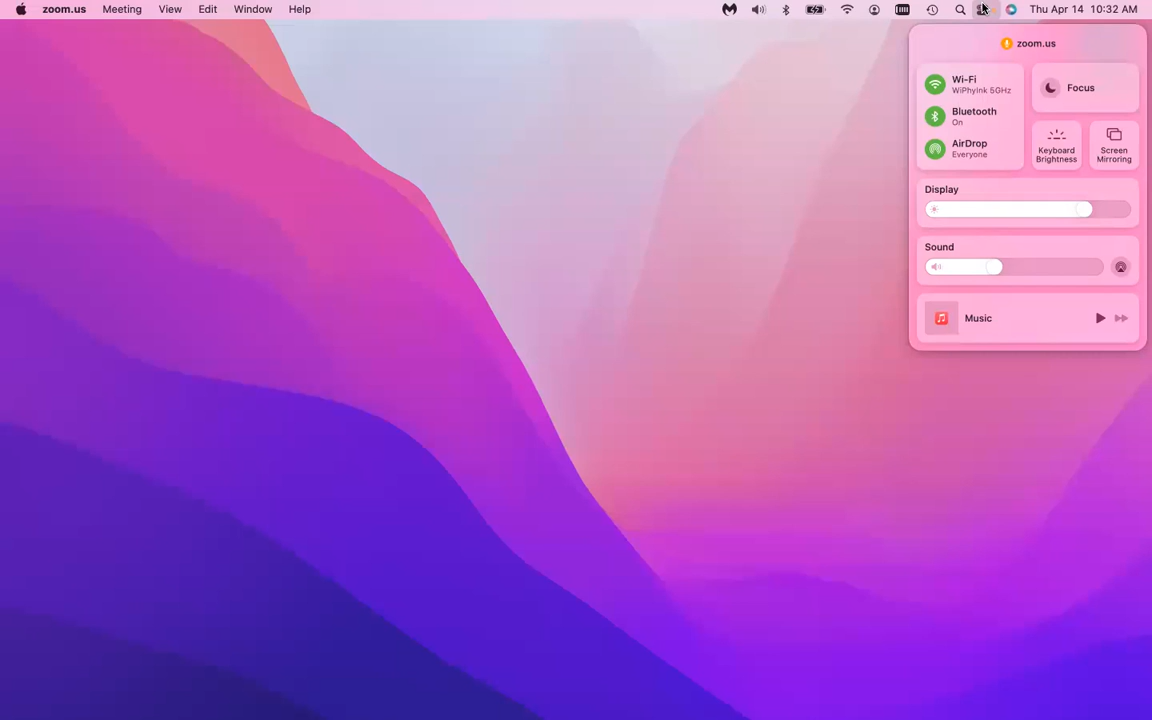 zoom.us Meeting View Edit Window Help Thu Apr 14 10:32 AM
zoom.us
Wi-Fi
WiPhyink 5GHz
Focus
Bluetooth
On
AirDrop
Everyone
Keyboard
Brightness
Screen
Mirroring
Display
Sound
Music